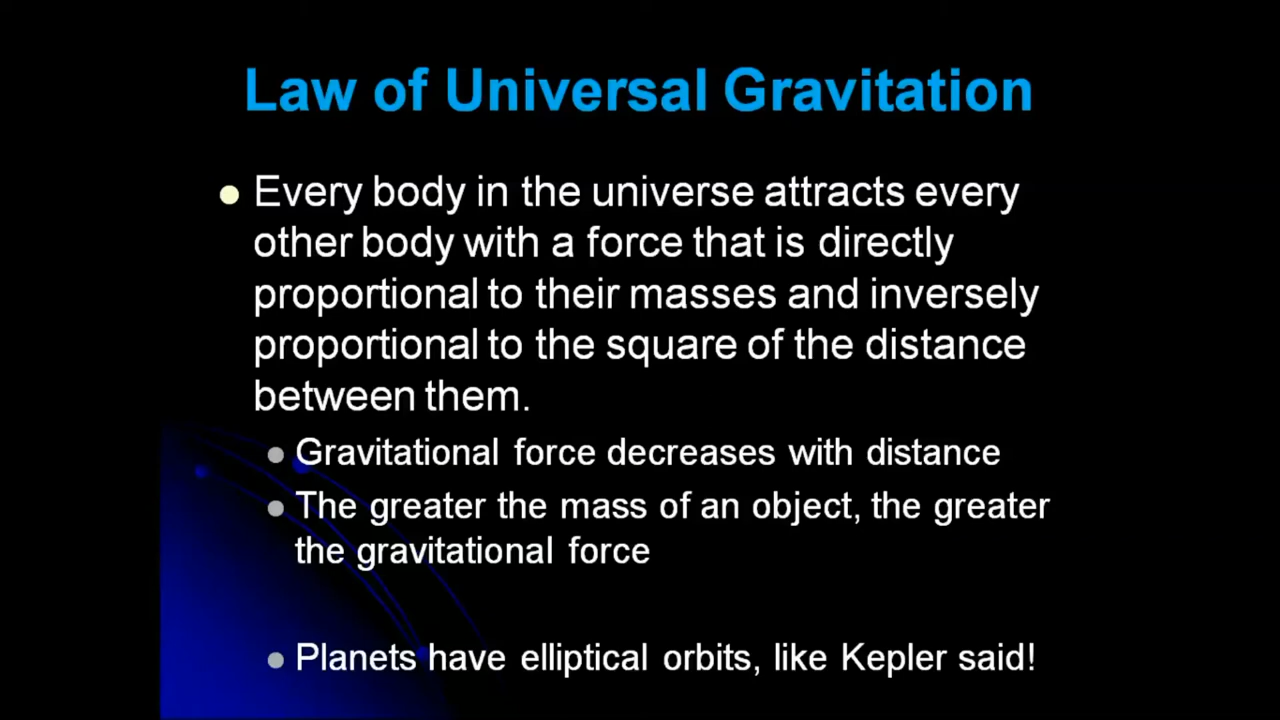 Law of Universal Gravitation
Every body in the universe attracts every
other body with a force that is directly
proportional to their masses and inversely
proportional to the square of the distance
between them.
Gravitational force decreases with distance
The greater the mass of an object, the greater
the gravitational force
Planets have elliptical orbits, like Kepler said!